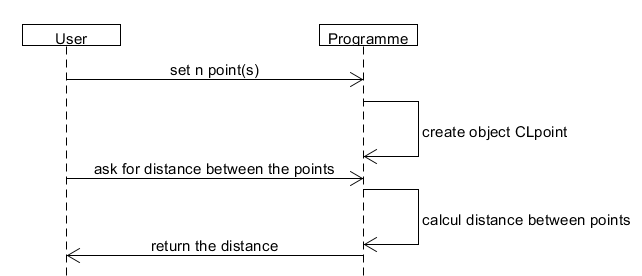 User
Programme
set n point(s)
create object CLpoint
ask for distance between the points
calcul distance between points
return the distance